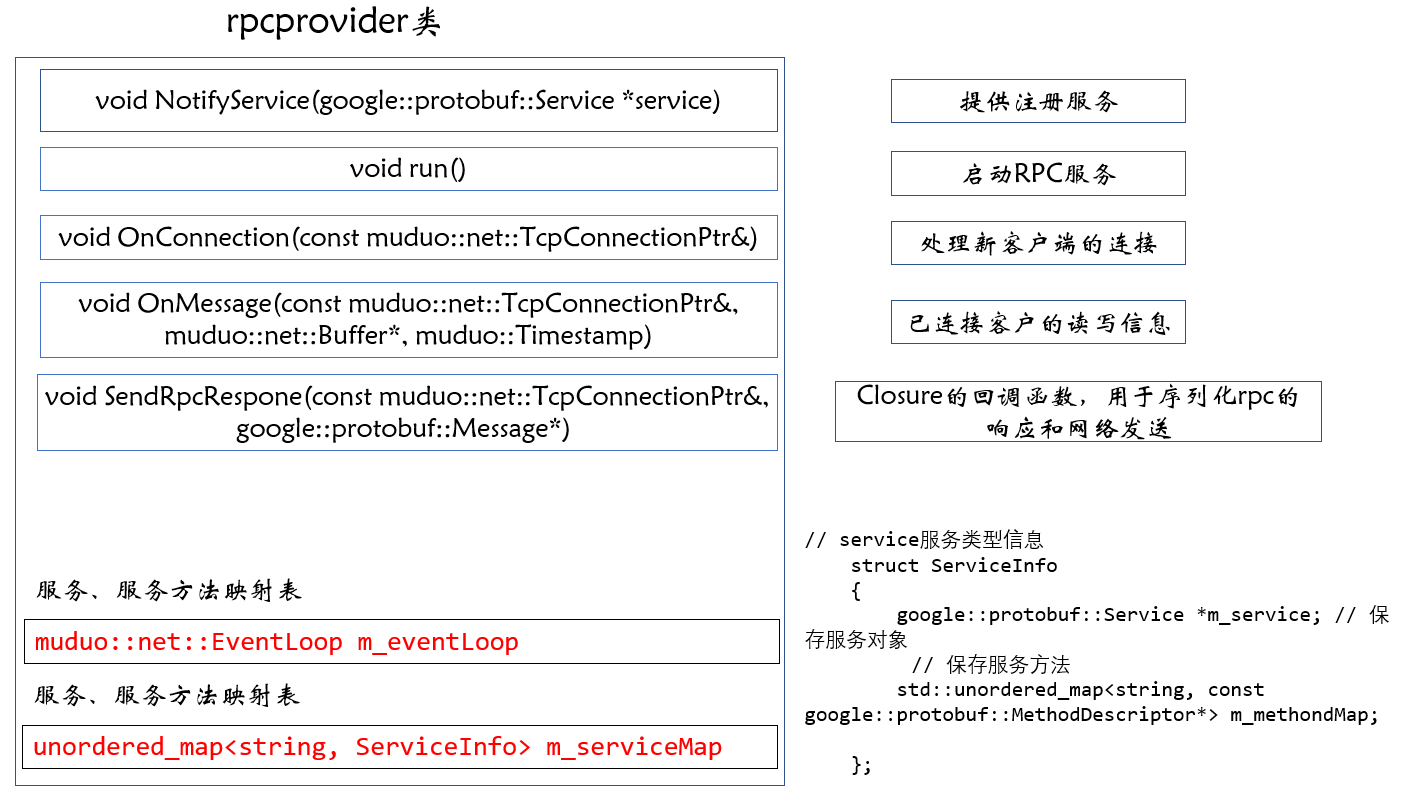 rpcprovider类
void NotifyService(google::protobuf::Service *service)
提供注册服务
void run()
启动RPC服务
void OnConnection(const muduo::net::TcpConnectionPtr&)
处理新客户端的连接
void OnMessage(const muduo::net::TcpConnectionPtr&,
muduo::net::Buffer*, muduo::Timestamp)
已连接客户的读写信息
void SendRpcRespone(const muduo::net::TcpConnectionPtr&,
google::protobuf::Message*)
Closure的回调函数，用于序列化rpc的
响应和网络发送
服务、服务方法映射表
muduo::net::EventLoop m_eventLoop
服务、服务方法映射表
unordered_map<string, ServiceInfo> m_serviceMap
// service服务类型信息
struct ServiceInfo
{
google::protobuf::Service *m_service; // 保
存服务对象
// 保存服务方法
std::unordered_map<string, const
google::protobuf::MethodDescriptor*> m_methondMap;
};